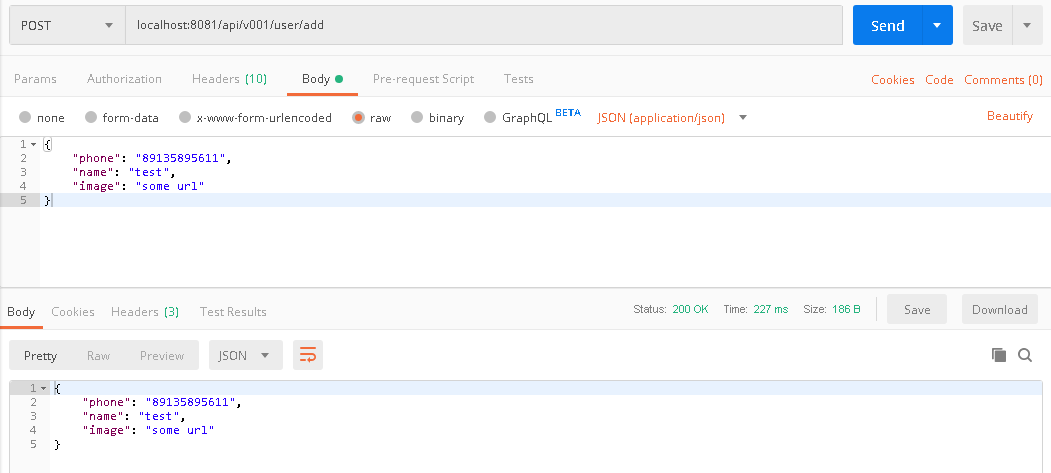 POST localhost:8081/api/v001/user/add Send Save
Params Authorization Headers (10) Body Pre-request Script Tests Cookies Code Comments (0)
none form-data x-www-form-urlencoded raw binary GraphQL BETA JSON (application/json) Beautify
1 {
2 "phone": "89135895611",
3 "name": "test",
4 "image": "some url"
5 }
Body Cookies Headers (3) Test Results Status: 200 OK Time: 227 ms Size: 186 B Save Download
Pretty Raw Preview JSON
1 {
2 "phone": "89135895611",
3 "name": "test",
4 "image": "some url"
5 }